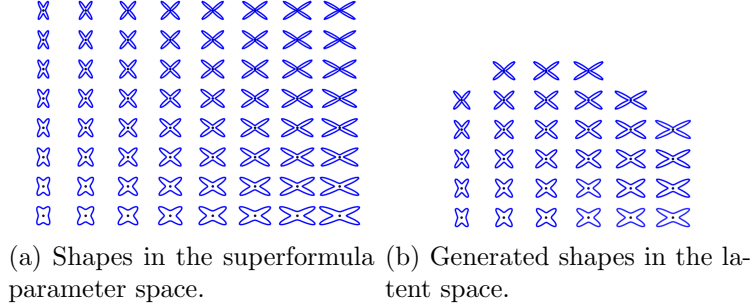 (a) Shapes in the superformula
parameter space.
(b) Generated shapes in the la-
tent space.